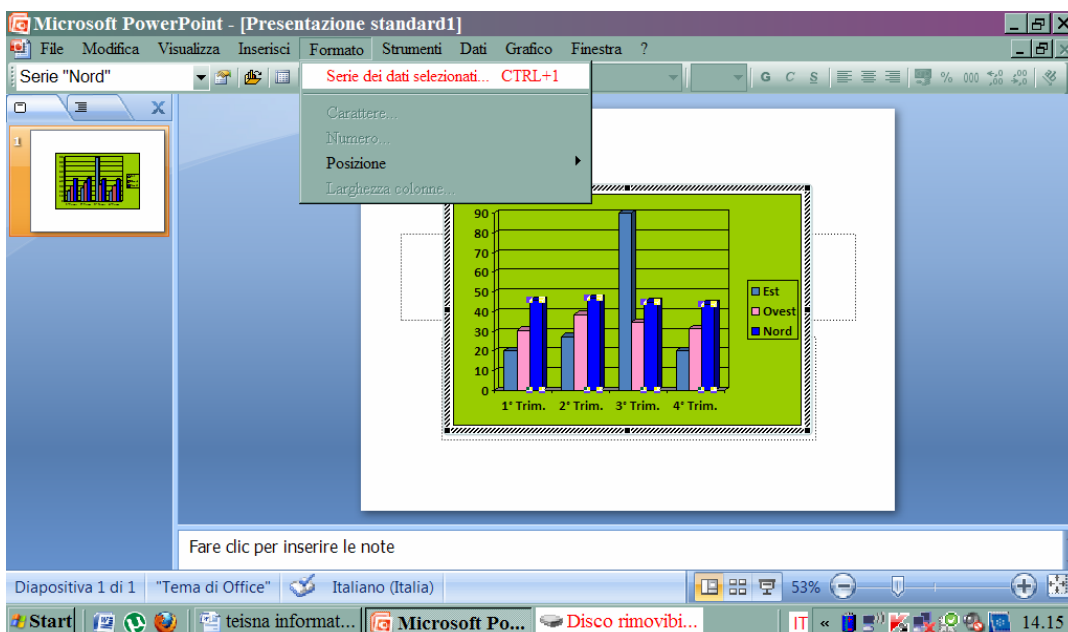 Microsoft PowerPoint - [Presentazione standard1]
File Modifica Visualizza Inserisci Formato Strumenti Dati Grafico Finestra ?
Serie "Nord" G C S % 000
Serie dei dati selezionati... CTRL+1
Carattere...
Numero...
Posizione
Larghezza colonne...
1
90
80
70
60
50
40
30
20
10
0
1° Trim. 2° Trim. 3° Trim. 4° Trim.
Est
Ovest
Nord
Fare clic per inserire le note
Diapositiva 1 di 1 "Tema di Office" Italiano (Italia) 53%
Start teisna informat... Microsoft Po... Disco rimovibi... IT « 14.15